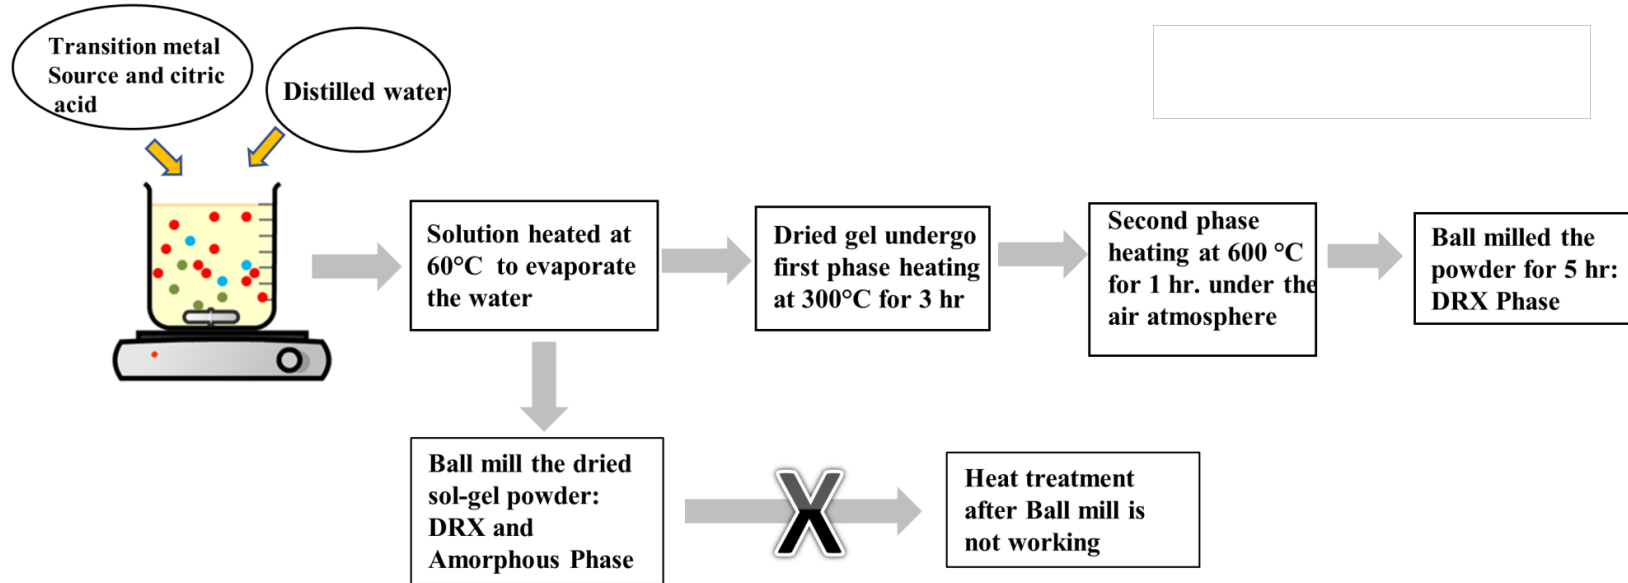 Transition metal
Source and citric
acid
Distilled water
Solution heated at
60°C to evaporate
the water
Dried gel undergo
first phase heating
at 300°C for 3 hr
Second phase
heating at 600 °C
for 1 hr. under the
air atmosphere
Ball milled the
powder for 5 hr:
DRX Phase
Ball mill the dried
sol-gel powder:
DRX and
Amorphous Phase
X
Heat treatment
after Ball mill is
not working